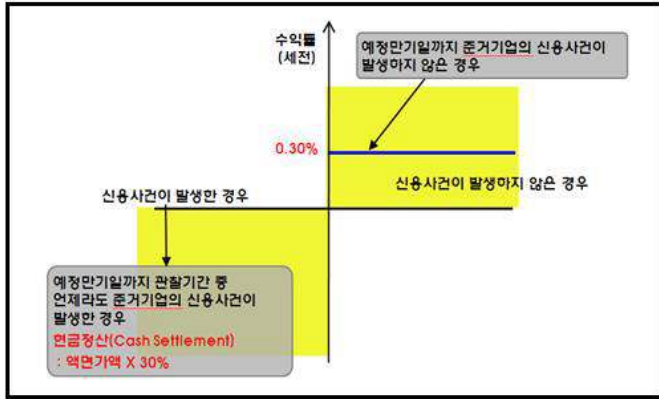 수익률
(세전)
예정만기일까지 준거기업의 신용사건이
발생하지 않은 경우
0.30%
신용사건이 발생한 경우
신용사건이 발생하지 않은 경우
예정만기일까지 관찰기간 중
언제라도 준거기업의 신용사건이
발생한 경우
현금정산(Cash Settlement)
: 액면가액 X 30%